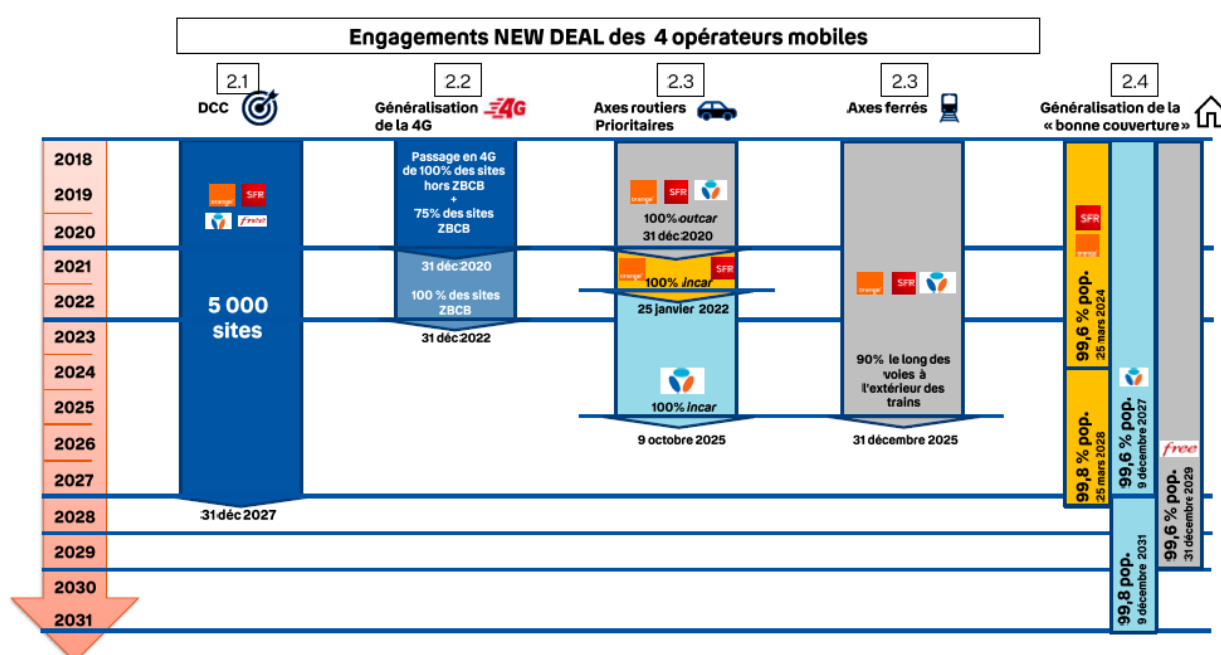 Engagements NEW DEAL des 4 opérateurs mobiles
2.1
DCC
2.2
Généralisation
de la 4G
4G
2.3
Axes routiers
Prioritaires
2.3
Axes ferrés
2.4
Généralisation de la
« bonne couverture »
2018
2019
2020
2021
2022
2023
2024
2025
2026
2027
2028
2029
2030
2031
orange
SFR
free
5 000
sites
31 déc 2027
Passage en 4G
de 100% des sites
hors ZBCB
+
75% des sites
ZBCB
31 déc 2020
100 % des sites
ZBCB
31 déc 2022
orange
SFR
100% outcar
31 déc 2020
orange
SFR
100% incar
25 janvier 2022
100% incar
9 octobre 2025
orange
SFR
90% le long des
voies à
l'extérieur des
trains
31 décembre 2025
SFR
orange
99,6 % pop.
25 mars 2024
99,8 % pop.
25 mars 2028
99,6 % pop.
9 décembre 2027
99,8 pop.
9 décembre 2031
free
99,6 % pop.
31 décembre 2029